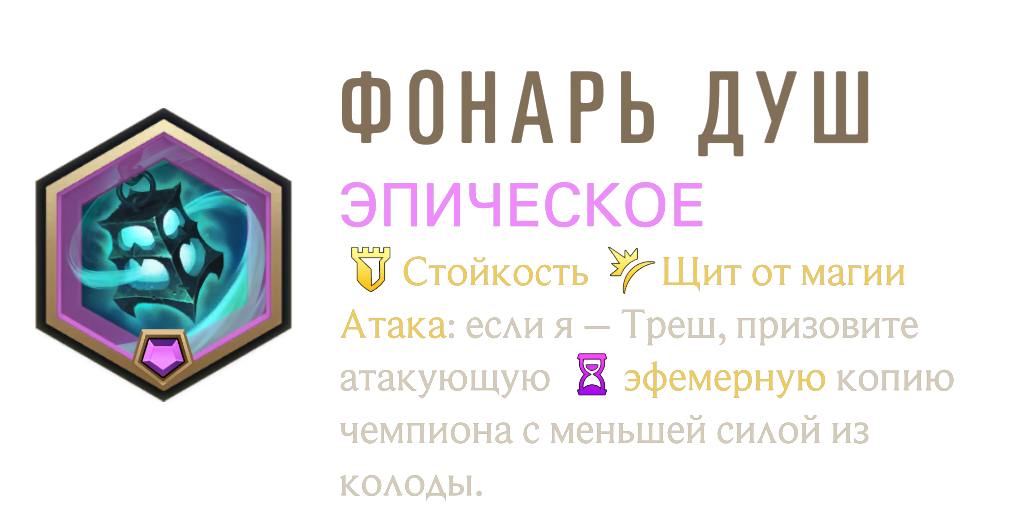 ФОНАРЬ ДУШ
ЭПИЧЕСКОЕ
Стойкость Щит от магии
Атака: если я – Треш, призовите
атакующую эфемерную копию
чемпиона с меньшей силой из
колоды.